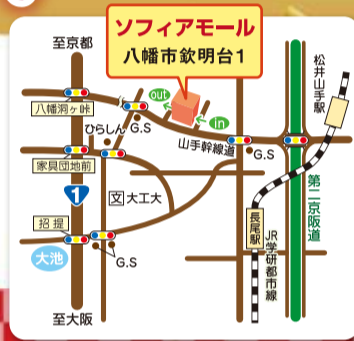 ソフィアモール
八幡市欽明台1
至京都
松井山手駅
out
in
八幡洞ヶ峠
G.S
ひらしん
山手幹線道
G.S
家具団地前
1
文 大工大
第二京阪道
招提
長尾駅
JR学研都市線
大池
G.S
至大阪